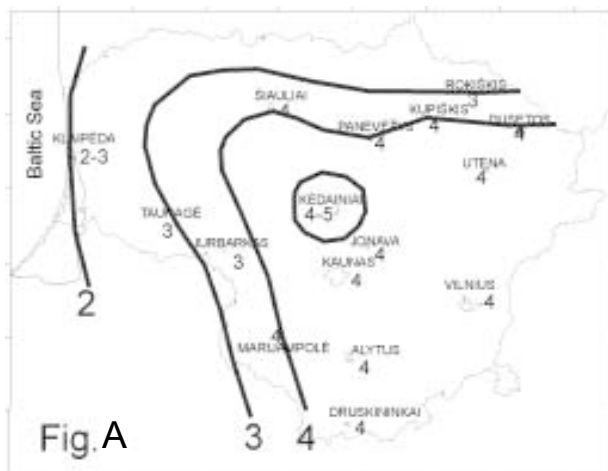 Baltic Sea
ROKIŠKIS
3
ŠIAULIAI
4
KUPIŠKIS
4
DUSETOS
4
PANEVĖŽYS
4
KLAIPĖDA
2-3
UTENA
4
KĖDAINIAI
4-5
TAURAGĖ
3
JURBARKAS
3
JONAVA
4
KAUNAS
4
VILNIUS
4
2
4
MARIJAMPOLĖ
ALYTUS
4
DRUSKININKAI
4
Fig. A
3
4